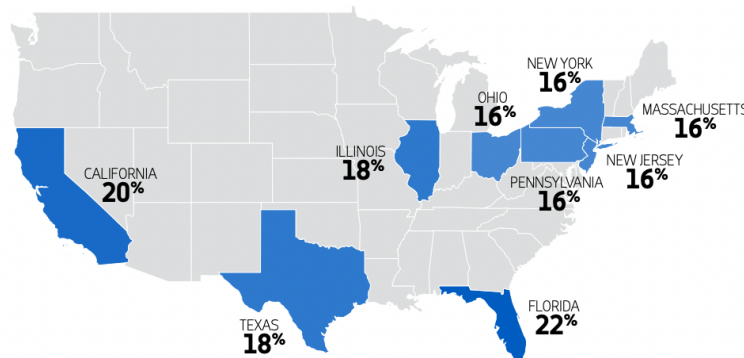 NEW YORK
16%
OHIO
16%
MASSACHUSETTS
16%
ILLINOIS
18%
NEW JERSEY
16%
CALIFORNIA
20%
PENNSYLVANIA
16%
FLORIDA
22%
TEXAS
18%